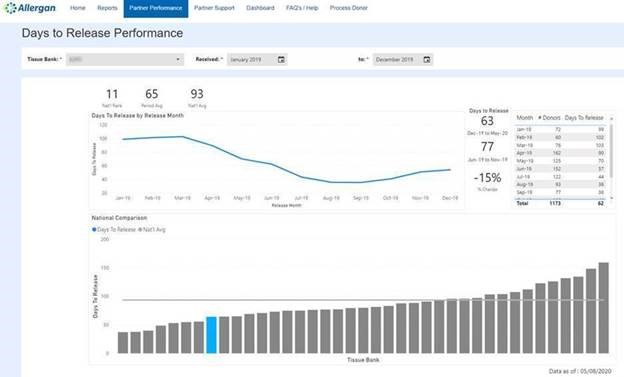 Allergan
Home Reports Partner Performance Partner Support Dashboard FAQ's / Help Process Donor
Days to Release Performance
Tissue Bank: * Received: * January 2019 to: * December 2019
11 65 93
Nat'l Rank Period Avg Nat'l Avg
Days To Release by Release Month
120
100
80
60
40
20
Days To Release
Jan-19 Feb-19 Mar-19 Apr-19 May-19 Jun-19 Jul-19 Aug-19 Sep-19 Oct-19 Nov-19 Dec-19
Release Month
Days to Release
63
Dec-19 to May-20
77
Jun-19 to Nov-19
-15%
% Change
Month # Donors Days To Release
Jan-19 72 99
Feb-19 60 102
Mar-19 76 103
Apr-19 162 90
May-19 125 70
Jun-19 152 57
Jul-19 122 44
Aug-19 93 36
Sep-19 77 36
Total 1173 62
National Comparison
Days To Release Nat'l Avg
200
150
100
50
0
Days To Release
Tissue Bank
Data as of : 05/08/2020